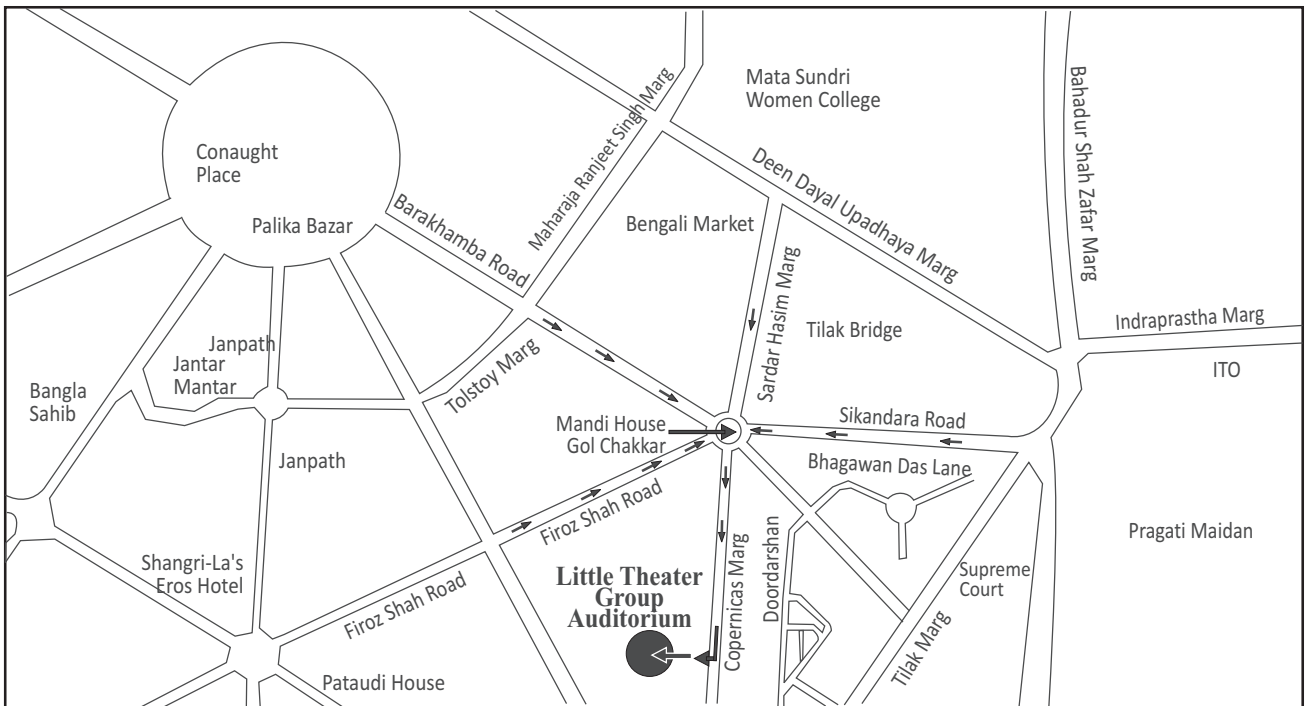 Mata Sundri
Women College
Bahadur Shah Zafar Marg
Maharaja Ranjeet Singh Marg
Conaught
Place
Deen Dayal Upadhaya Marg
Barakhamba Road
Palika Bazar
Bengali Market
Sardar Hasim Marg
Indraprastha Marg
Tilak Bridge
ITO
Janpath
Jantar
Mantar
Tolstoy Marg
Bangla
Sahib
Mandi House
Gol Chakkar
Sikandara Road
Janpath
Bhagawan Das Lane
Firoz Shah Road
Pragati Maidan
Shangri-La's
Eros Hotel
Little Theater
Group
Auditorium
Copernicas Marg
Doordarshan
Supreme
Court
Firoz Shah Road
Tilak Marg
Pataudi House